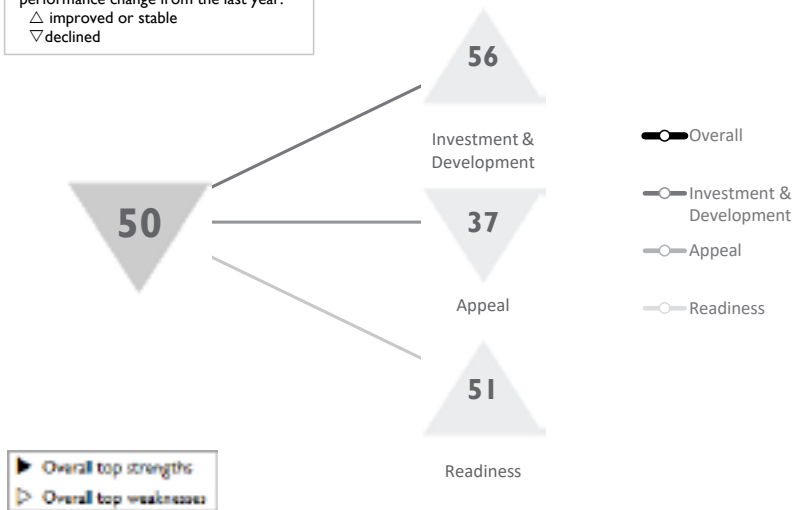 performance change from the last year:
△ improved or stable
▽ declined
56
Investment &
Development
50
37
Appeal
51
Readiness
Overall
Investment &
Development
Appeal
Readiness
▶ Overall top strengths
▷ Overall top weaknesses